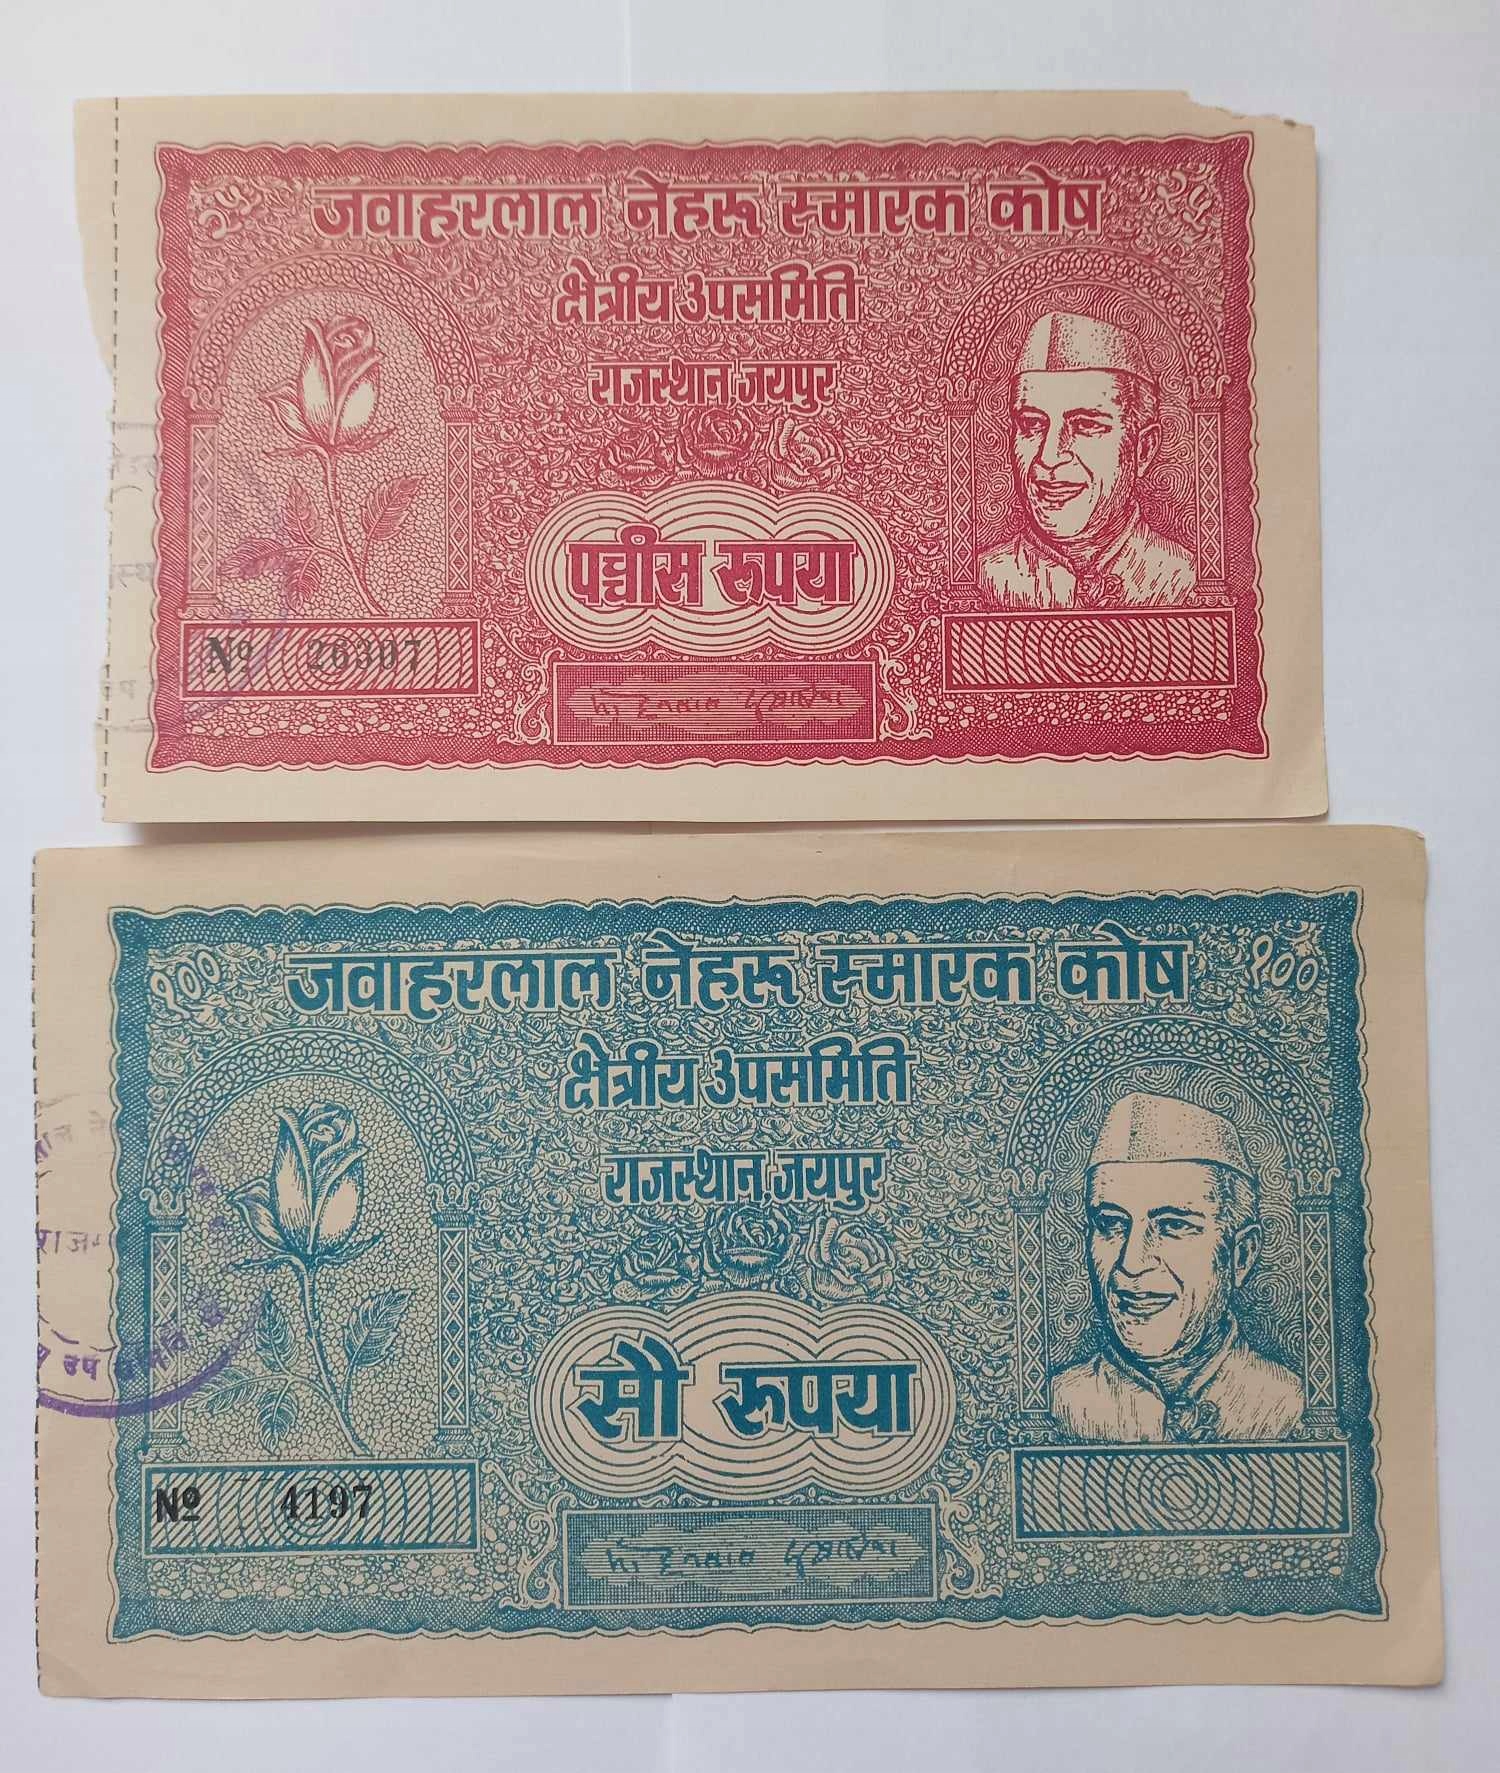 २५ जवाहरलाल नेहरू स्मारक कोष २५
क्षेत्रीय उपसमिति
राजस्थान, जयपुर
पच्चीस रूपया
Nº 26307
१०० जवाहरलाल नेहरू स्मारक कोष १००
क्षेत्रीय उपसमिति
राजस्थान, जयपुर
सौ रूपया
Nº 4197